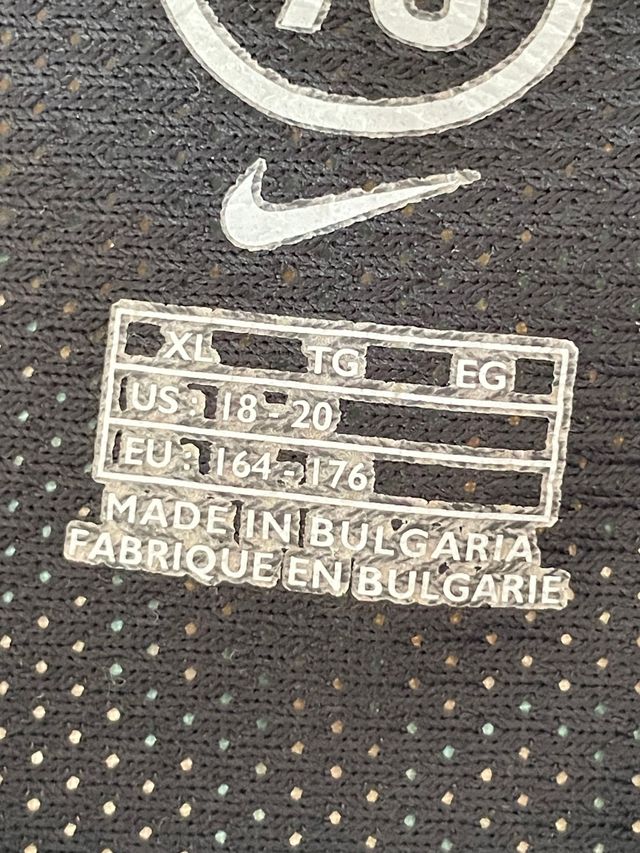 XL TG EG
US : 18 - 20
EU : 164 - 176
MADE IN BULGARIA
FABRIQUE EN BULGARIE